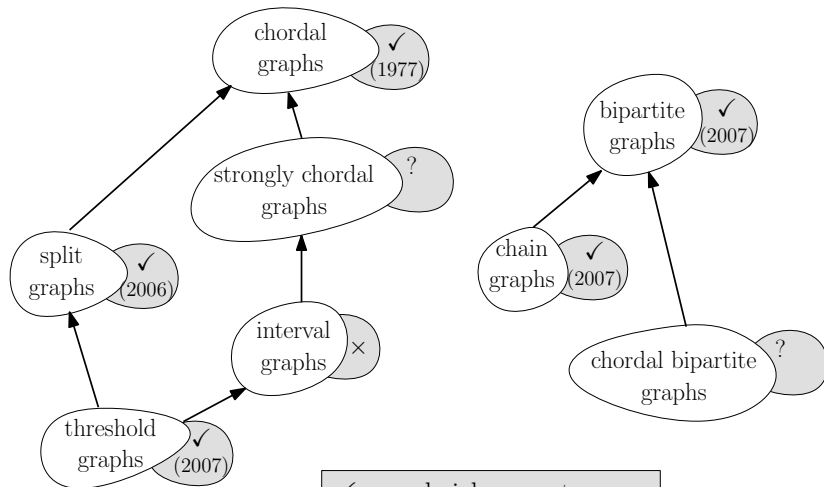 chordal
graphs
✓
(1977)
bipartite
graphs
✓
(2007)
strongly chordal
graphs
?
split
graphs
✓
(2006)
chain
graphs
✓
(2007)
interval
graphs
×
chordal bipartite
graphs
?
threshold
graphs
✓
(2007)